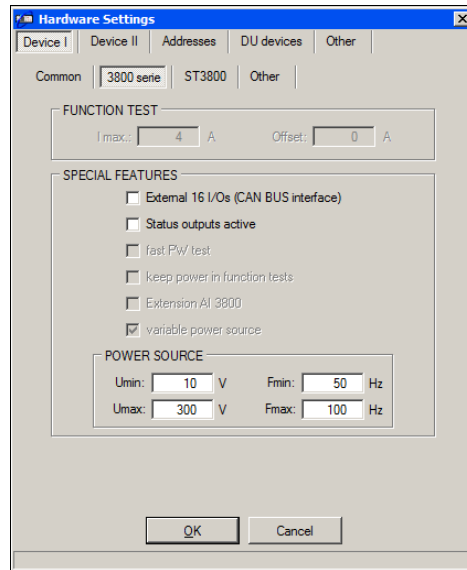 Hardware Settings
Device I Device II Addresses DU devices Other
Common 3800 serie ST3800 Other
FUNCTION TEST
I max.: 4 A Offset: 0 A
SPECIAL FEATURES
External 16 I/Os (CAN BUS interface)
Status outputs active
fast PW test
keep power in function tests
Extension AI 3800
variable power source
POWER SOURCE
Umin: 10 V Fmin: 50 Hz
Umax: 300 V Fmax: 100 Hz
OK Cancel